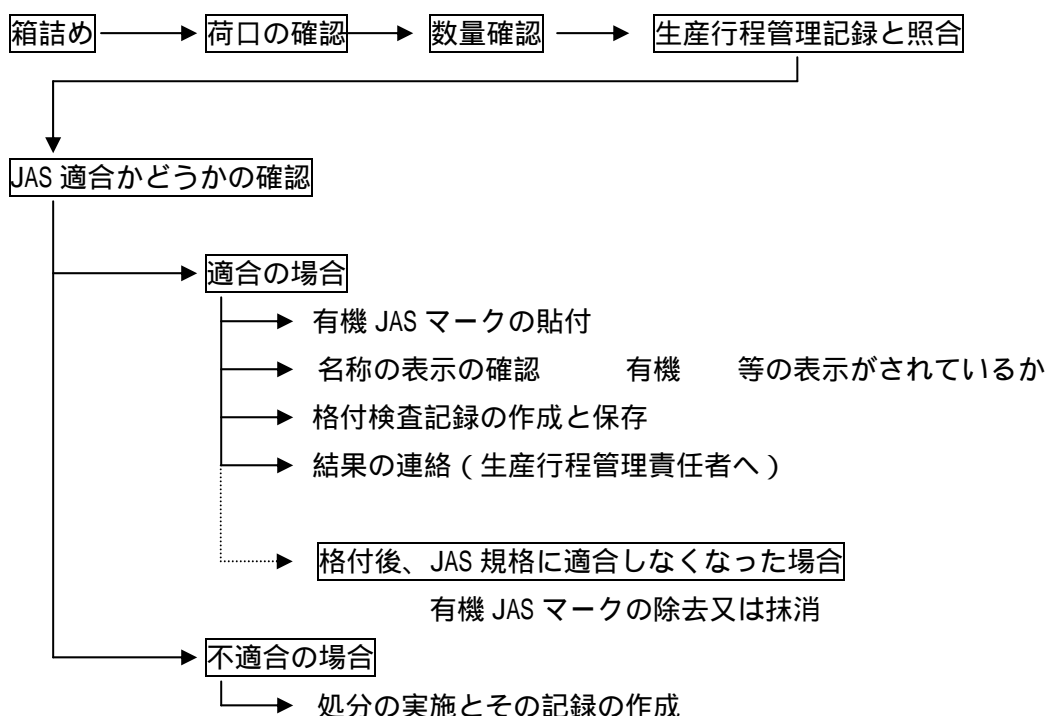 箱詰め 荷口の確認 数量確認 生産行程管理記録と照合
JAS 適合かどうかの確認
適合の場合
有機 JAS マークの貼付
名称の表示の確認 有機 等の表示がされているか
格付検査記録の作成と保存
結果の連絡(生産行程管理責任者へ)
格付後、JAS 規格に適合しなくなった場合
有機 JAS マークの除去又は抹消
不適合の場合
処分の実施とその記録の作成